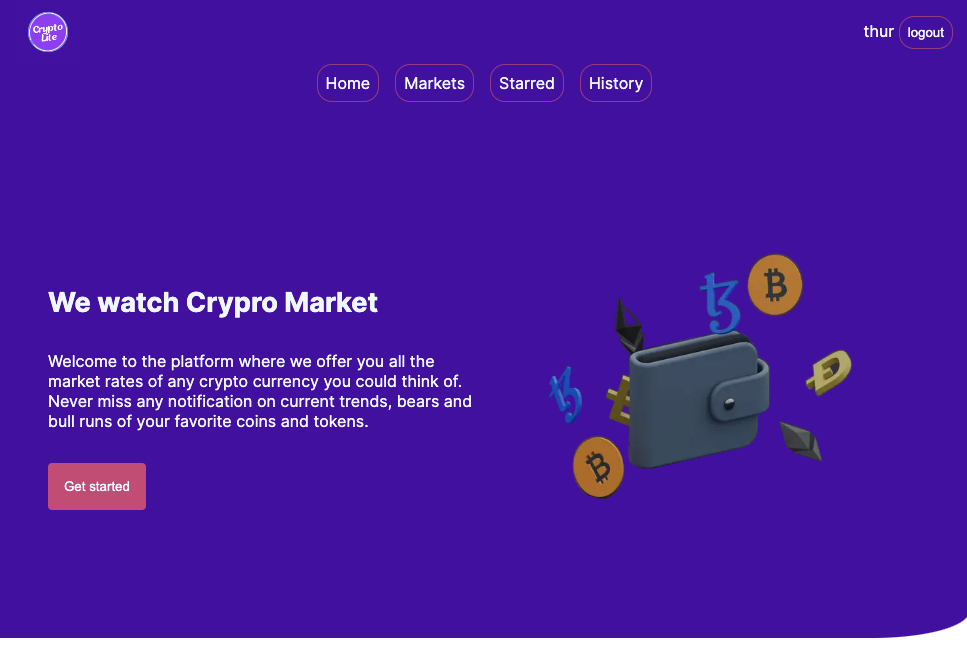 Crypto
Lite
thur
logout
Home
Markets
Starred
History
We watch Crypro Market
Welcome to the platform where we offer you all the
market rates of any crypto currency you could think of.
Never miss any notification on current trends, bears and
bull runs of your favorite coins and tokens.
Get started